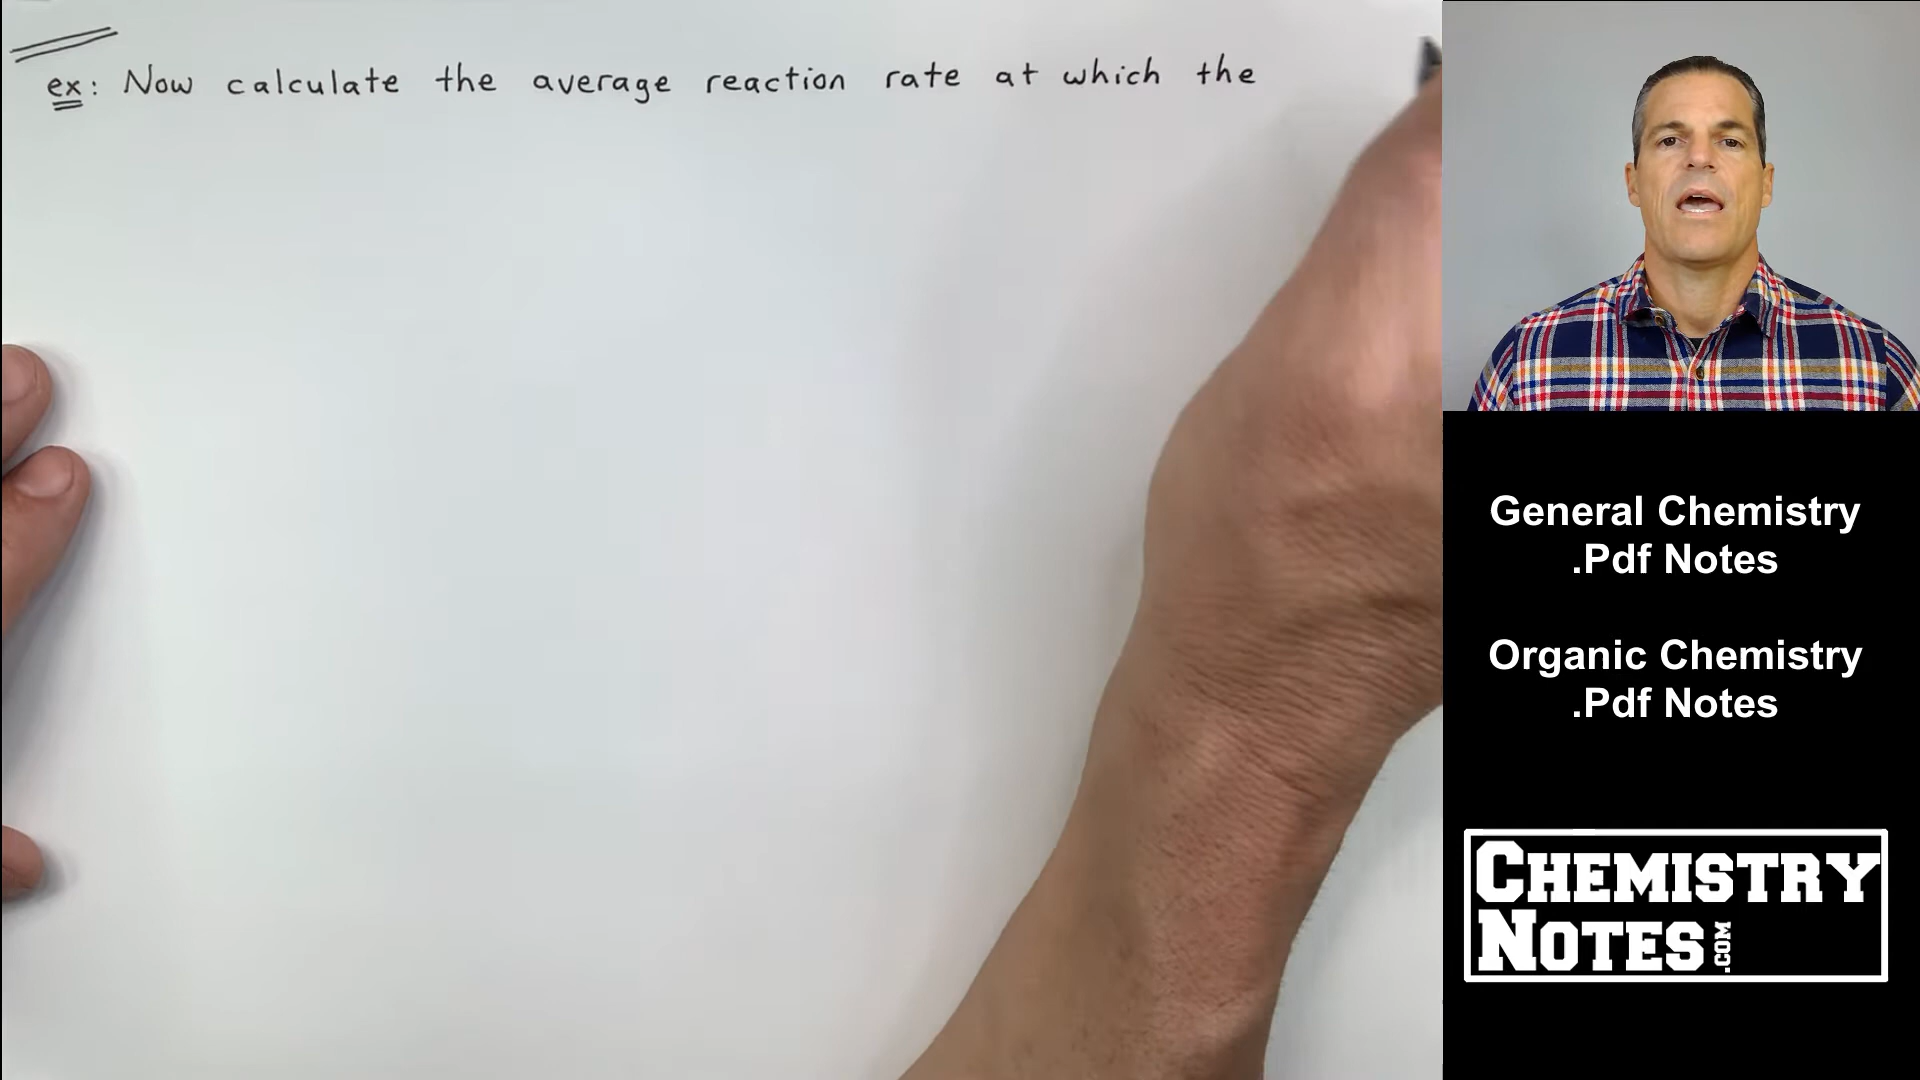 ex: Now calculate the average reaction rate at which the
General Chemistry
.Pdf Notes
Organic Chemistry
.Pdf Notes
CHEMISTRY
NOTES.COM